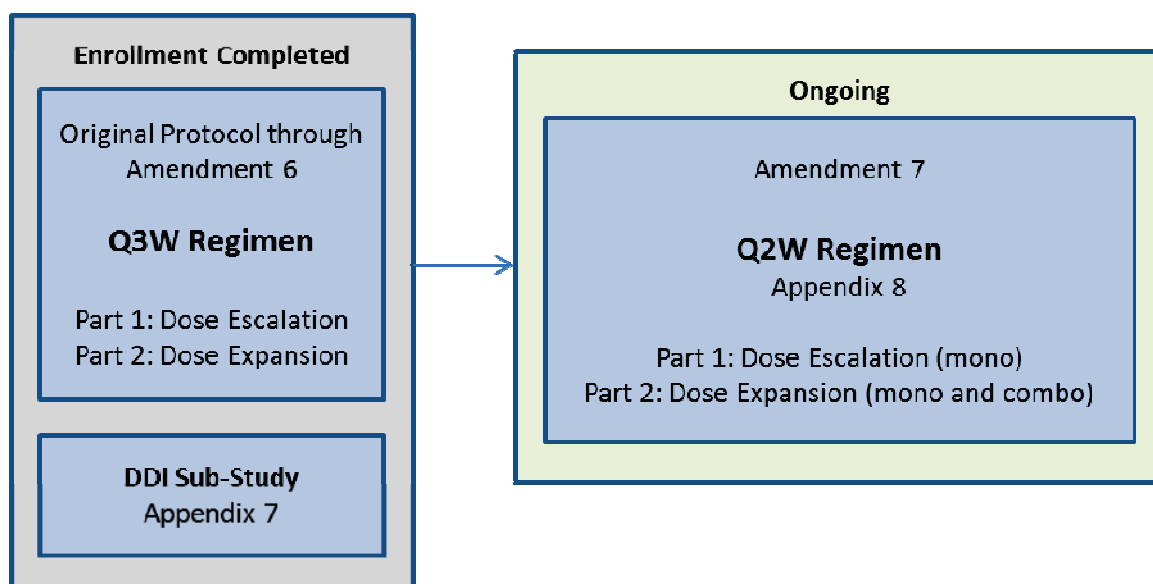 Enrollment Completed
Original Protocol through
Amendment 6
Q3W Regimen
Part 1: Dose Escalation
Part 2: Dose Expansion
DDI Sub-Study
Appendix 7
Ongoing
Amendment 7
Q2W Regimen
Appendix 8
Part 1: Dose Escalation (mono)
Part 2: Dose Expansion (mono and combo)